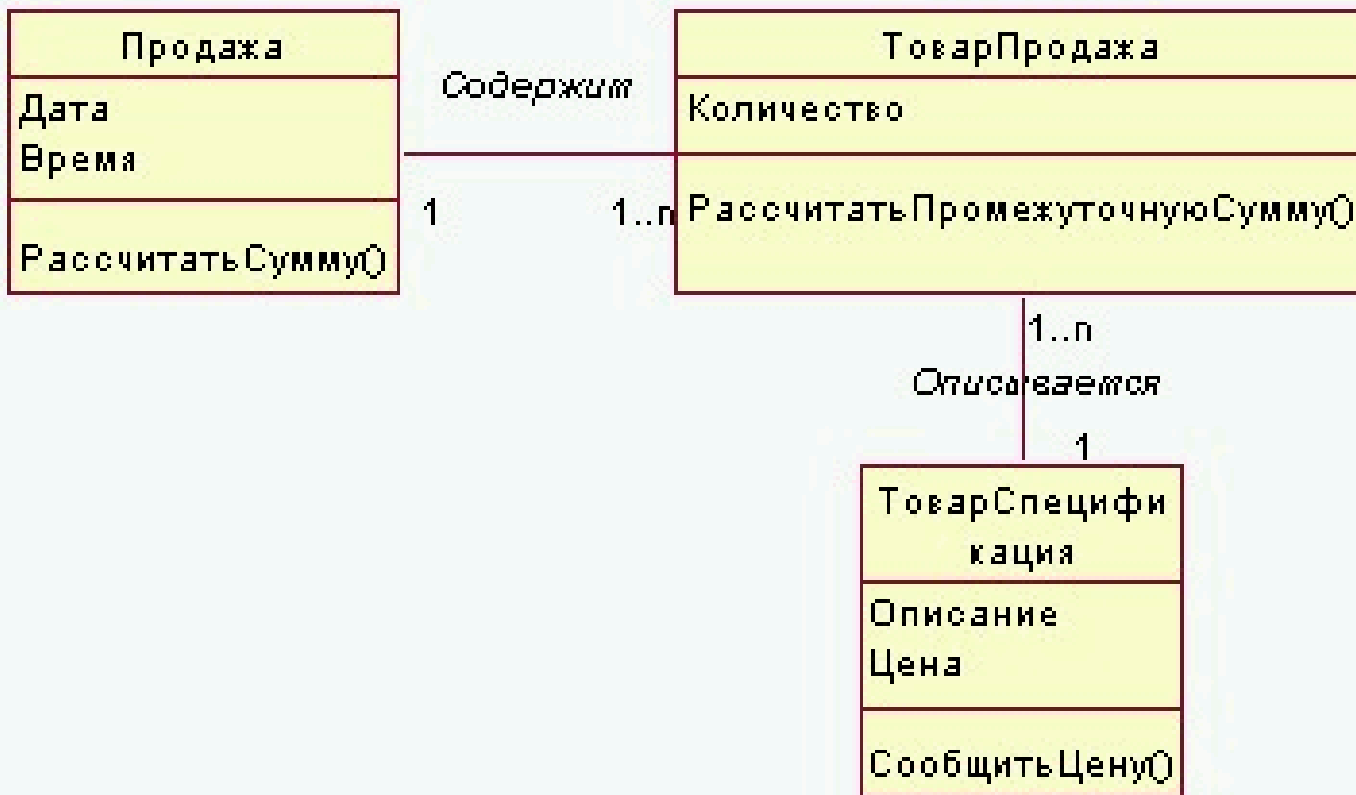 Продажа
Дата
Время
РассчитатьСумму()
Содержит
1
1..n
ТоварПродажа
Количество
РассчитатьПромежуточнуюСумму()
1..n
Описывается
1
ТоварСпецифи
кация
Описание
Цена
СообщитьЦену()